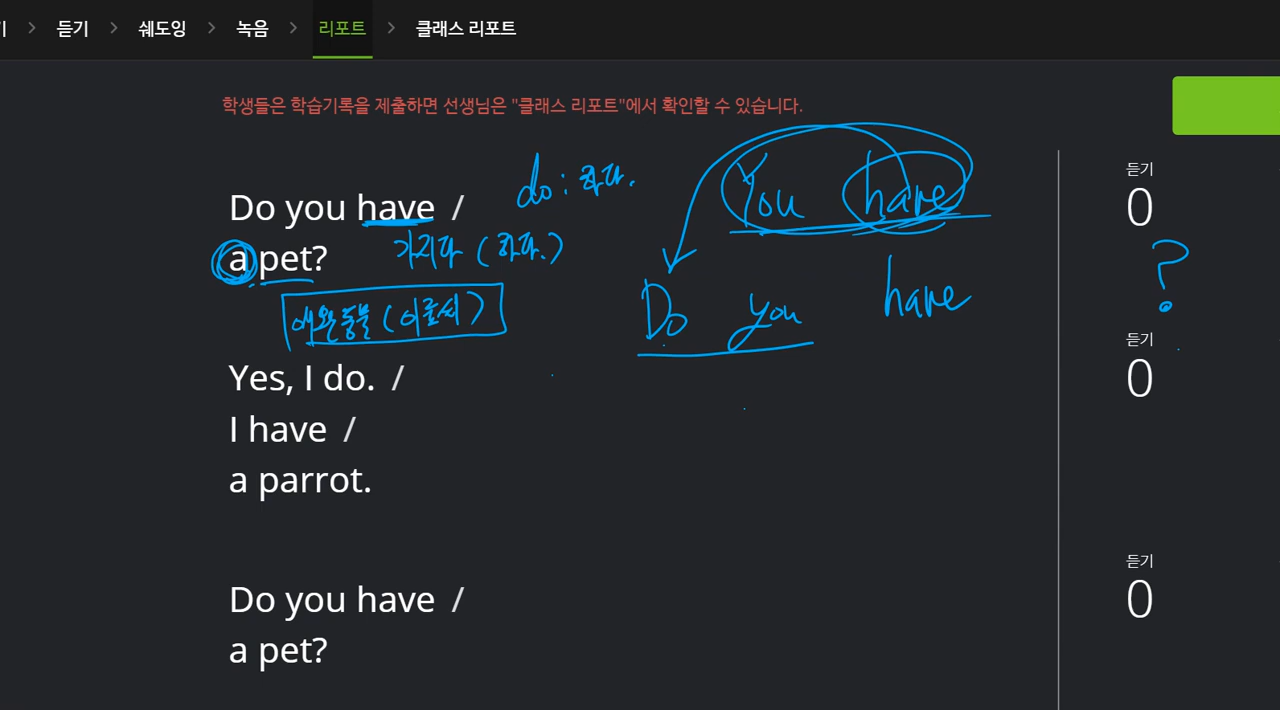 기 > 듣기 > 쉐도잉 > 녹음 > 리포트 > 클래스 리포트
학생들은 학습기록을 제출하면 선생님은 "클래스 리포트"에서 확인할 수 있습니다.
do : 하다.
You have
듣기
0
Do you have /
가지다 (하다.)
a pet?
애완동물 (이름씨)
Do you have ?
듣기
0
Yes, I do. /
I have /
a parrot.
듣기
0
Do you have /
a pet?